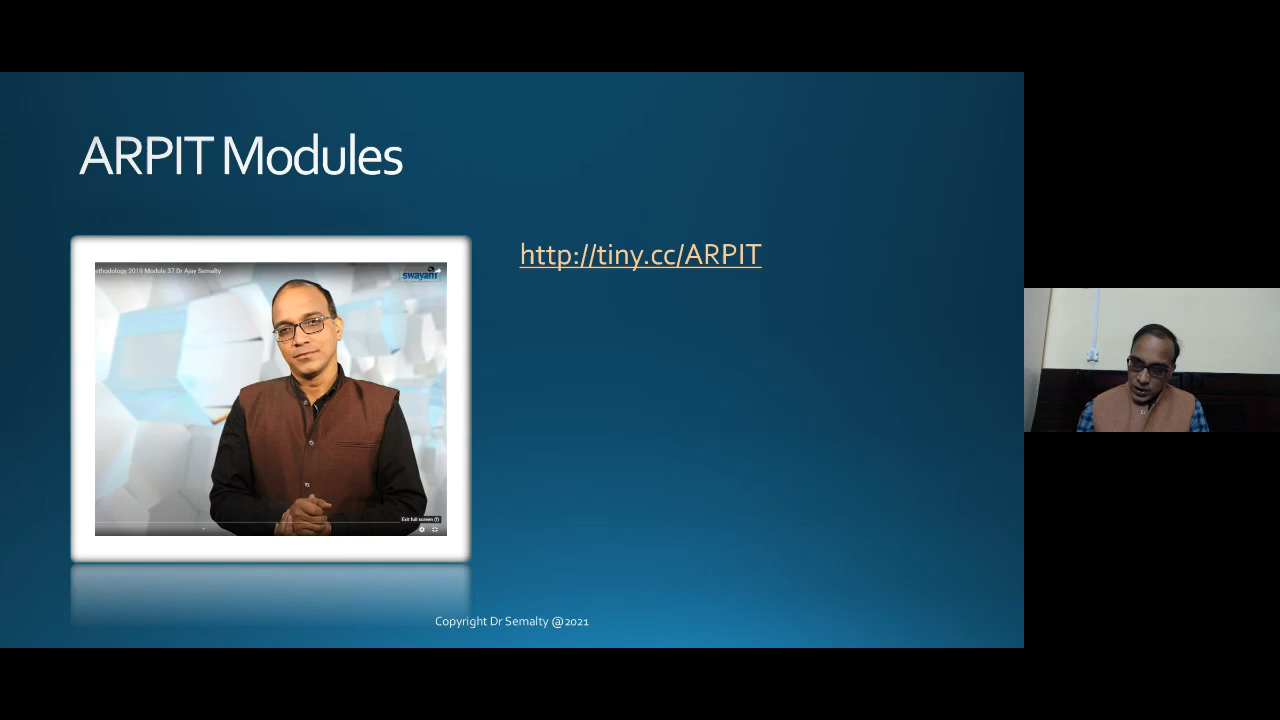 ARPIT Modules
http://tiny.cc/ARPIT
ethodology 2019 Module 37 Dr Ajay Semalty
swayam
Exit full screen (f)
Copyright Dr Semalty @2021